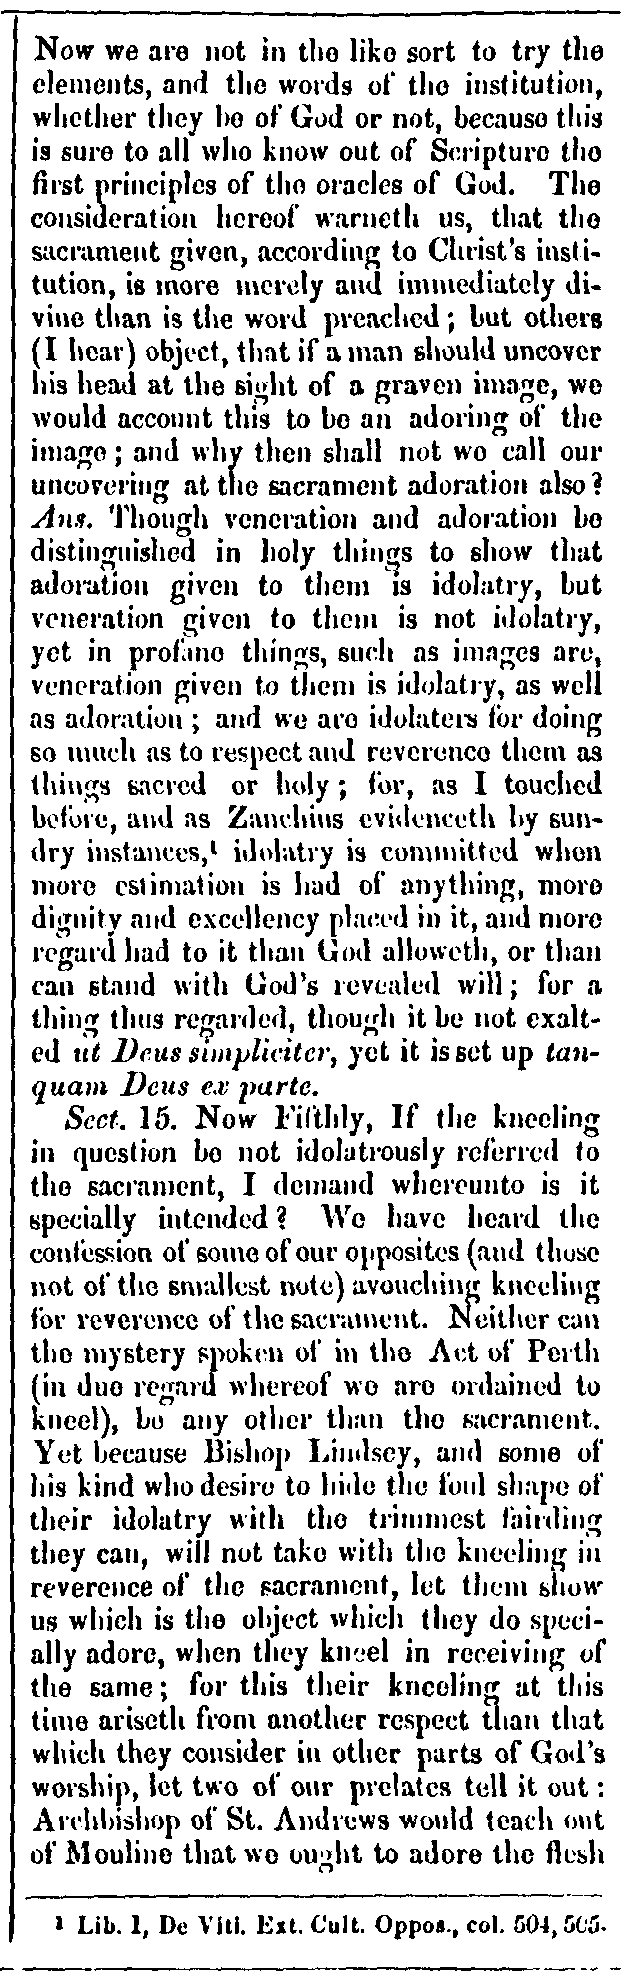 Now we are not in the like sort to try the
elements, and the words of the institution,
whether they be of God or not, because this
is sure to all who know out of Scripture the
first principles of the oracles of God. The
consideration hereof warneth us, that the
sacrament given, according to Christ's insti-
tution, is more merely and immediately di-
vine than is the word preached; but others
(I hear) object, that if a man should uncover
his head at the sight of a graven image, we
would account this to be an adoring of the
image; and why then shall not we call our
uncovering at the sacrament adoration also?
Ans. Though veneration and adoration be
distinguished in holy things to show that
adoration given to them is idolatry, but
veneration given to them is not idolatry,
yet in profane things, such as images are,
veneration given to them is idolatry, as well
as adoration; and we are idolaters for doing
so much as to respect and reverence them as
things sacred or holy; for, as I touched
before, and as Zanchius evidenceth by sun-
dry instances,¹ idolatry is committed when
more estimation is had of anything, more
dignity and excellency placed in it, and more
regard had to it than God alloweth, or than
can stand with God's revealed will; for a
thing thus regarded, though it be not exalt-
ed ut Deus simpliciter, yet it is set up tan-
quam Deus ex parte.
Sect. 15. Now Fifthly, If the kneeling
in question be not idolatrously referred to
the sacrament, I demand whereunto is it
specially intended? We have heard the
confession of some of our opposites (and those
not of the smallest note) avouching kneeling
for reverence of the sacrament. Neither can
the mystery spoken of in the Act of Perth
(in due regard whereof we are ordained to
kneel), be any other than the sacrament.
Yet because Bishop Lindsey, and some of
his kind who desire to hide the foul shape of
their idolatry with the trimmest fairding
they can, will not take with the kneeling in
reverence of the sacrament, let them show
us which is the object which they do speci-
ally adore, when they kneel in receiving of
the same; for this their kneeling at this
time ariseth from another respect than that
which they consider in other parts of God's
worship, let two of our prelates tell it out:
Archbishop of St. Andrews would teach out
of Mouline that we ought to adore the flesh
¹ Lib. 1, De Viti. Ext. Cult. Oppos., col. 504, 505.